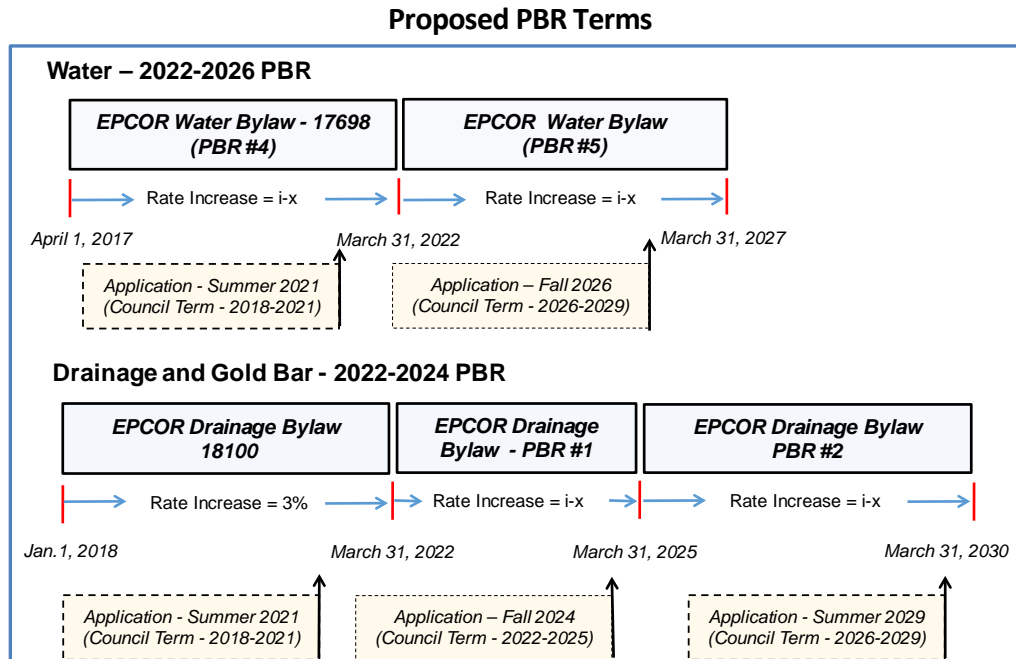 Proposed PBR Terms
Water – 2022-2026 PBR
EPCOR Water Bylaw - 17698
(PBR #4)
EPCOR Water Bylaw
(PBR #5)
Rate Increase = i-x
Rate Increase = i-x
April 1, 2017
March 31, 2022
March 31, 2027
Application - Summer 2021
(Council Term - 2018-2021)
Application – Fall 2026
(Council Term - 2026-2029)
Drainage and Gold Bar - 2022-2024 PBR
EPCOR Drainage Bylaw
18100
EPCOR Drainage
Bylaw - PBR #1
EPCOR Drainage Bylaw
PBR #2
Rate Increase = 3%
Rate Increase = i-x
Rate Increase = i-x
Jan.1, 2018
March 31, 2022
March 31, 2025
March 31, 2030
Application - Summer 2021
(Council Term - 2018-2021)
Application – Fall 2024
(Council Term - 2022-2025)
Application - Summer 2029
(Council Term - 2026-2029)